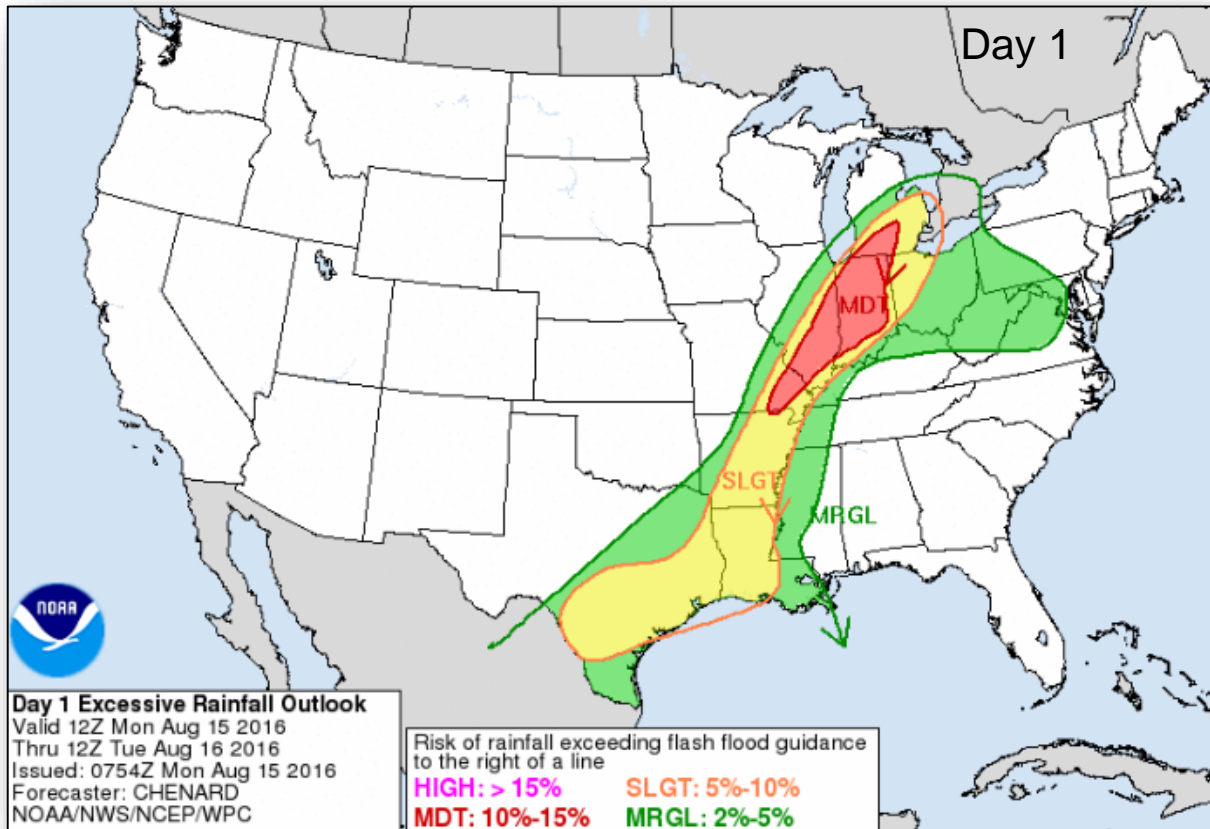 Day 1
MDT
SLGT
MRGL
NOAA
Day 1 Excessive Rainfall Outlook
Valid 12Z Mon Aug 15 2016
Thru 12Z Tue Aug 16 2016
Issued: 0754Z Mon Aug 15 2016
Forecaster: CHENARD
NOAA/NWS/NCEP/WPC
Risk of rainfall exceeding flash flood guidance
to the right of a line
HIGH: > 15% SLGT: 5%-10%
MDT: 10%-15% MRGL: 2%-5%